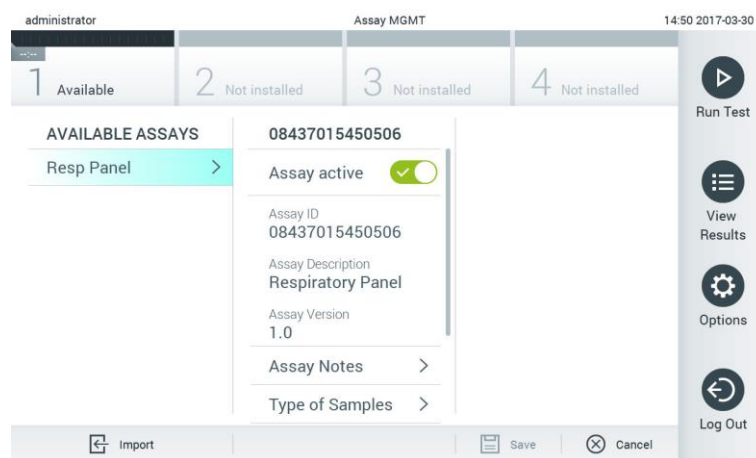 administrator Assay MGMT 14:50 2017-03-30
--:--
1 Available 2 Not installed 3 Not installed 4 Not installed
Run Test
AVAILABLE ASSAYS
Resp Panel
08437015450506
Assay active
Assay ID
08437015450506
Assay Description
Respiratory Panel
Assay Version
1.0
Assay Notes
Type of Samples
View
Results
Options
Log Out
Import Save Cancel